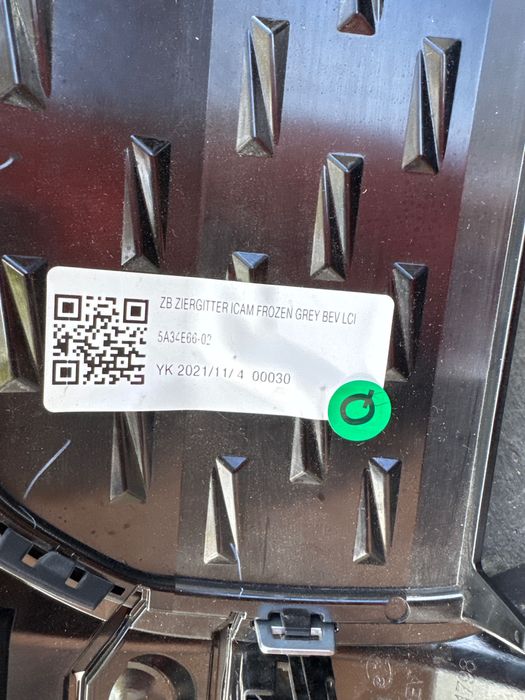 ZB ZIERGITTER ICAM FROZEN GREY BEV LCI
5A34E66-02
YK 2021/11/ 4 00030
Q